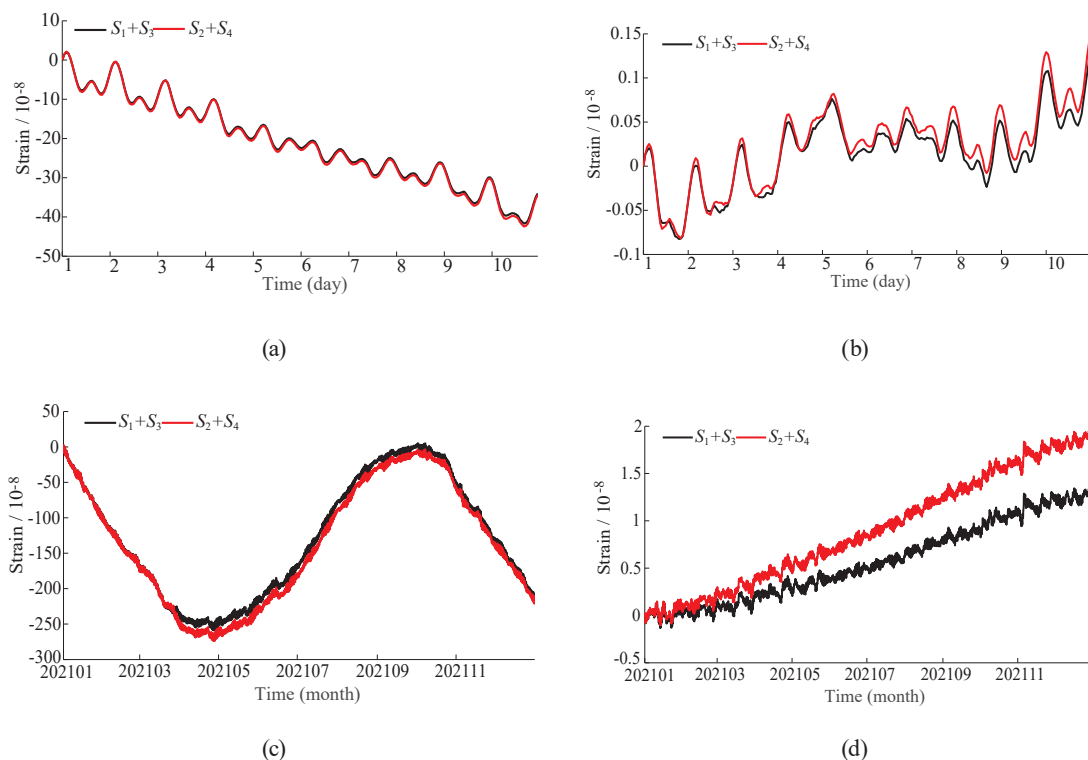 S1+S3 S2+S4
10
0
-10
-20
-30
-40
-50
Strain / 10-8
1 2 3 4 5 6 7 8 9 10
Time (day)
(a)
S1+S3 S2+S4
0.15
0.1
0.05
0
-0.05
-0.1
Strain / 10-8
1 2 3 4 5 6 7 8 9 10
Time (day)
(b)
S1+S3 S2+S4
50
0
-50
-100
-150
-200
-250
-300
Strain / 10-8
202101 202103 202105 202107 202109 202111
Time (month)
(c)
S1+S3 S2+S4
2
1.5
1
0.5
0
-0.5
Strain / 10-8
202101 202103 202105 202107 202109 202111
Time (month)
(d)